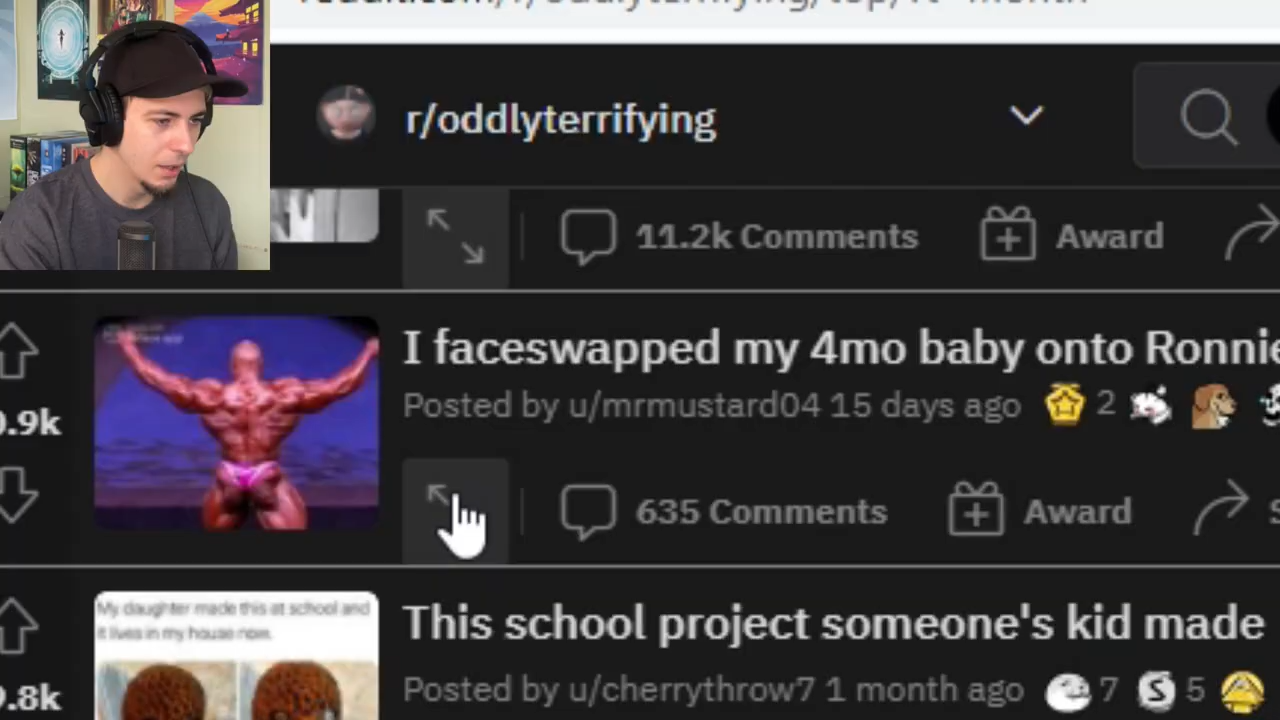 r/oddlyterrifying
11.2k Comments
Award
I faceswapped my 4mo baby onto Ronnie
Posted by u/mrmustard04 15 days ago 2
.9k
635 Comments
Award
My daughter made this at school and
it lives in my house now.
This school project someone's kid made
Posted by u/cherrythrow7 1 month ago 7 5
.8k